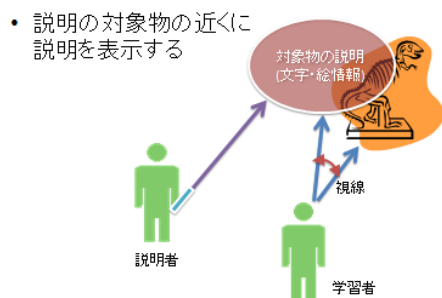 • 説明の対象物の近くに
説明を表示する
対象物の説明
(文字・絵情報)
視線
説明者
学習者